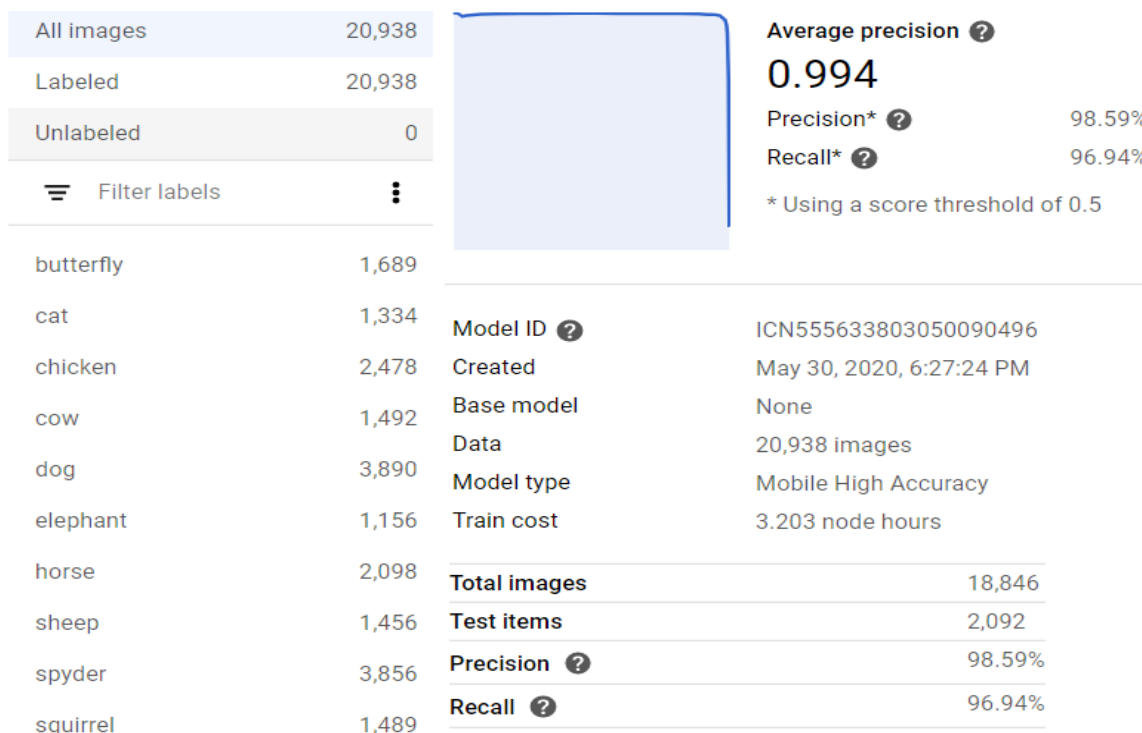 All images 20,938
Labeled 20,938
Unlabeled 0
Filter labels
butterfly 1,689
cat 1,334
chicken 2,478
cow 1,492
dog 3,890
elephant 1,156
horse 2,098
sheep 1,456
spyder 3,856
squirrel 1,489
Average precision ?
0.994
Precision* ? 98.59%
Recall* ? 96.94%
* Using a score threshold of 0.5
Model ID ? ICN555633803050090496
Created May 30, 2020, 6:27:24 PM
Base model None
Data 20,938 images
Model type Mobile High Accuracy
Train cost 3.203 node hours
Total images 18,846
Test items 2,092
Precision ? 98.59%
Recall ? 96.94%